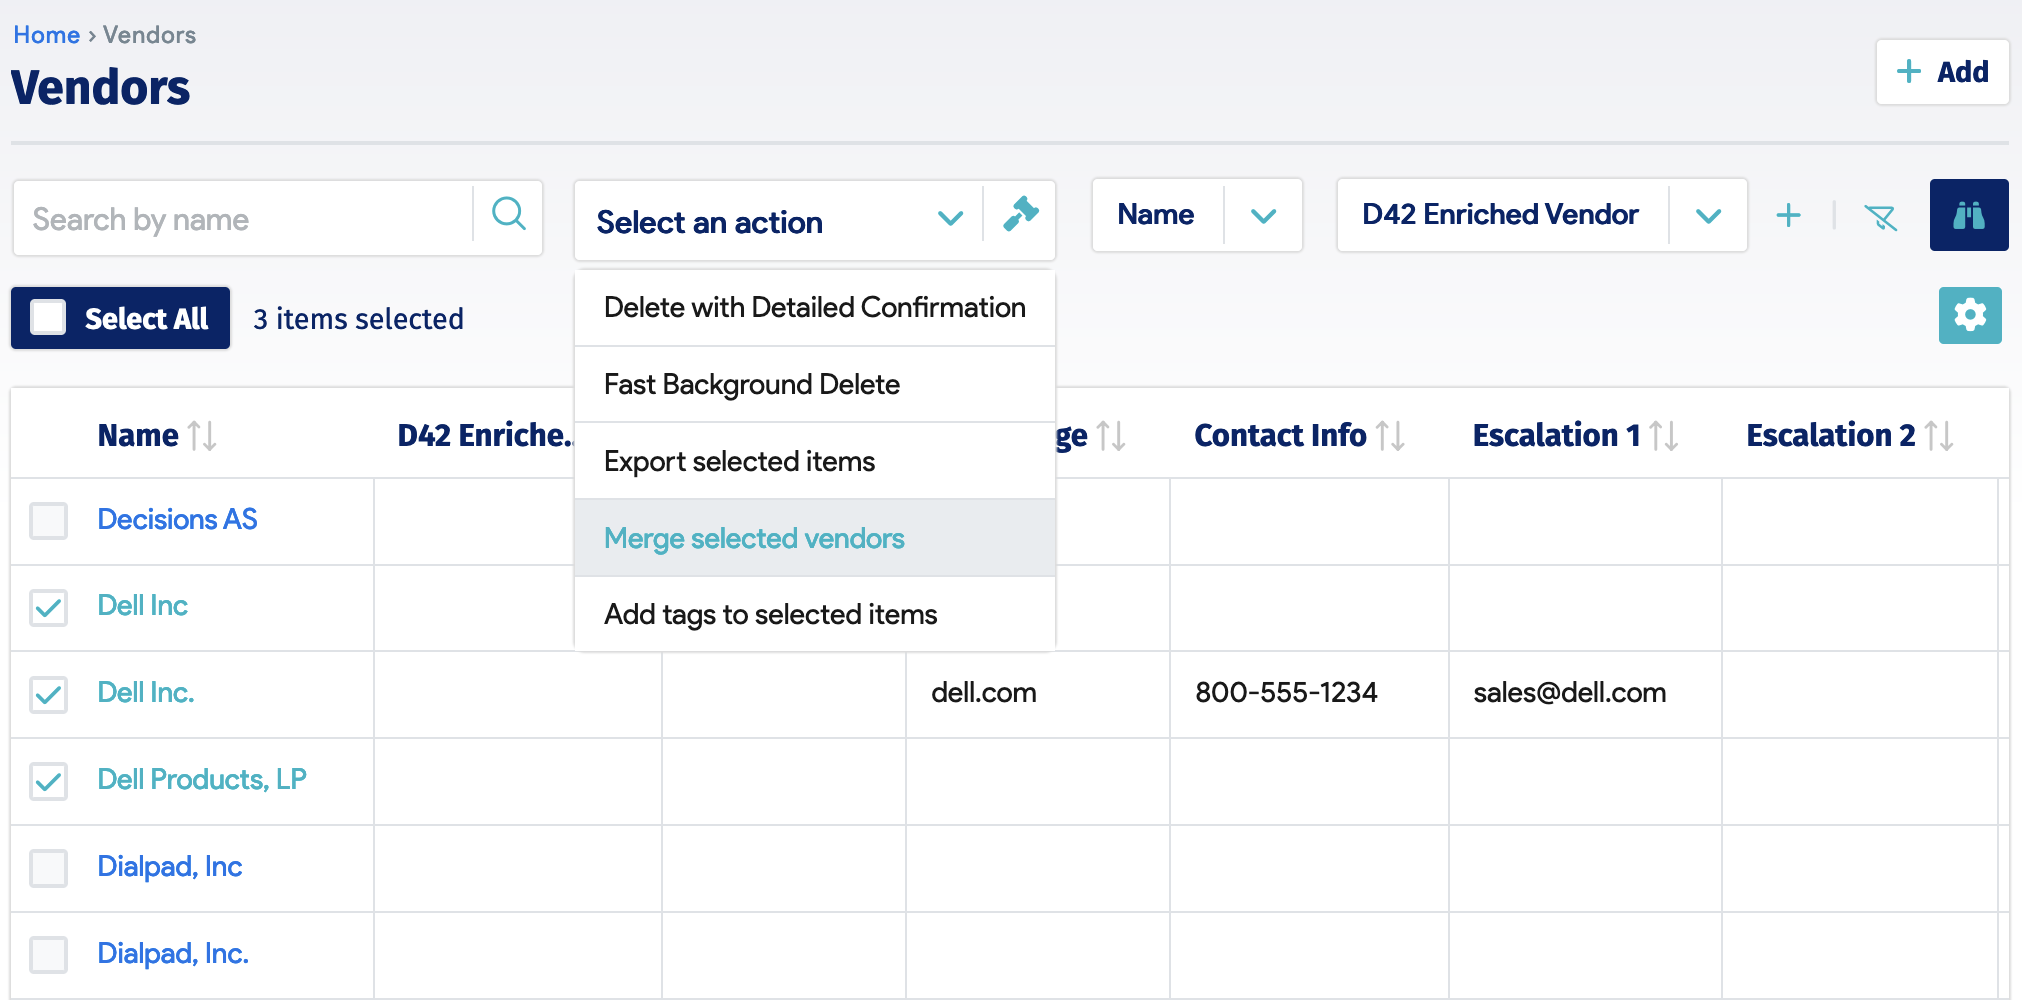 Home › Vendors
Vendors
Add
Search by name
Select an action
Name
D42 Enriched Vendor
Select All
3 items selected
Delete with Detailed Confirmation
Fast Background Delete
Export selected items
Merge selected vendors
Add tags to selected items
Name
D42 Enriche..
ge
Contact Info
Escalation 1
Escalation 2
Decisions AS
Dell Inc
Dell Inc.
dell.com
800-555-1234
sales@dell.com
Dell Products, LP
Dialpad, Inc
Dialpad, Inc.